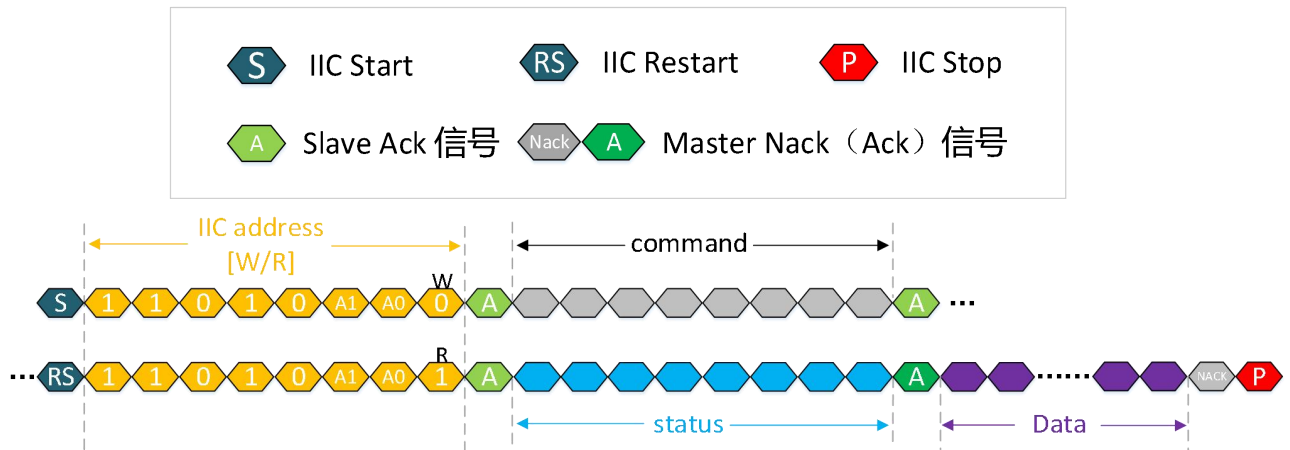 S IIC Start RS IIC Restart P IIC Stop
A Slave Ack 信号 Nack A Master Nack（Ack）信号
IIC address
[W/R]
command
W
S 1 1 0 1 0 A1 A0 0 A A ...
R
... RS 1 1 0 1 0 A1 A0 1 A A ...... NACK P
status Data